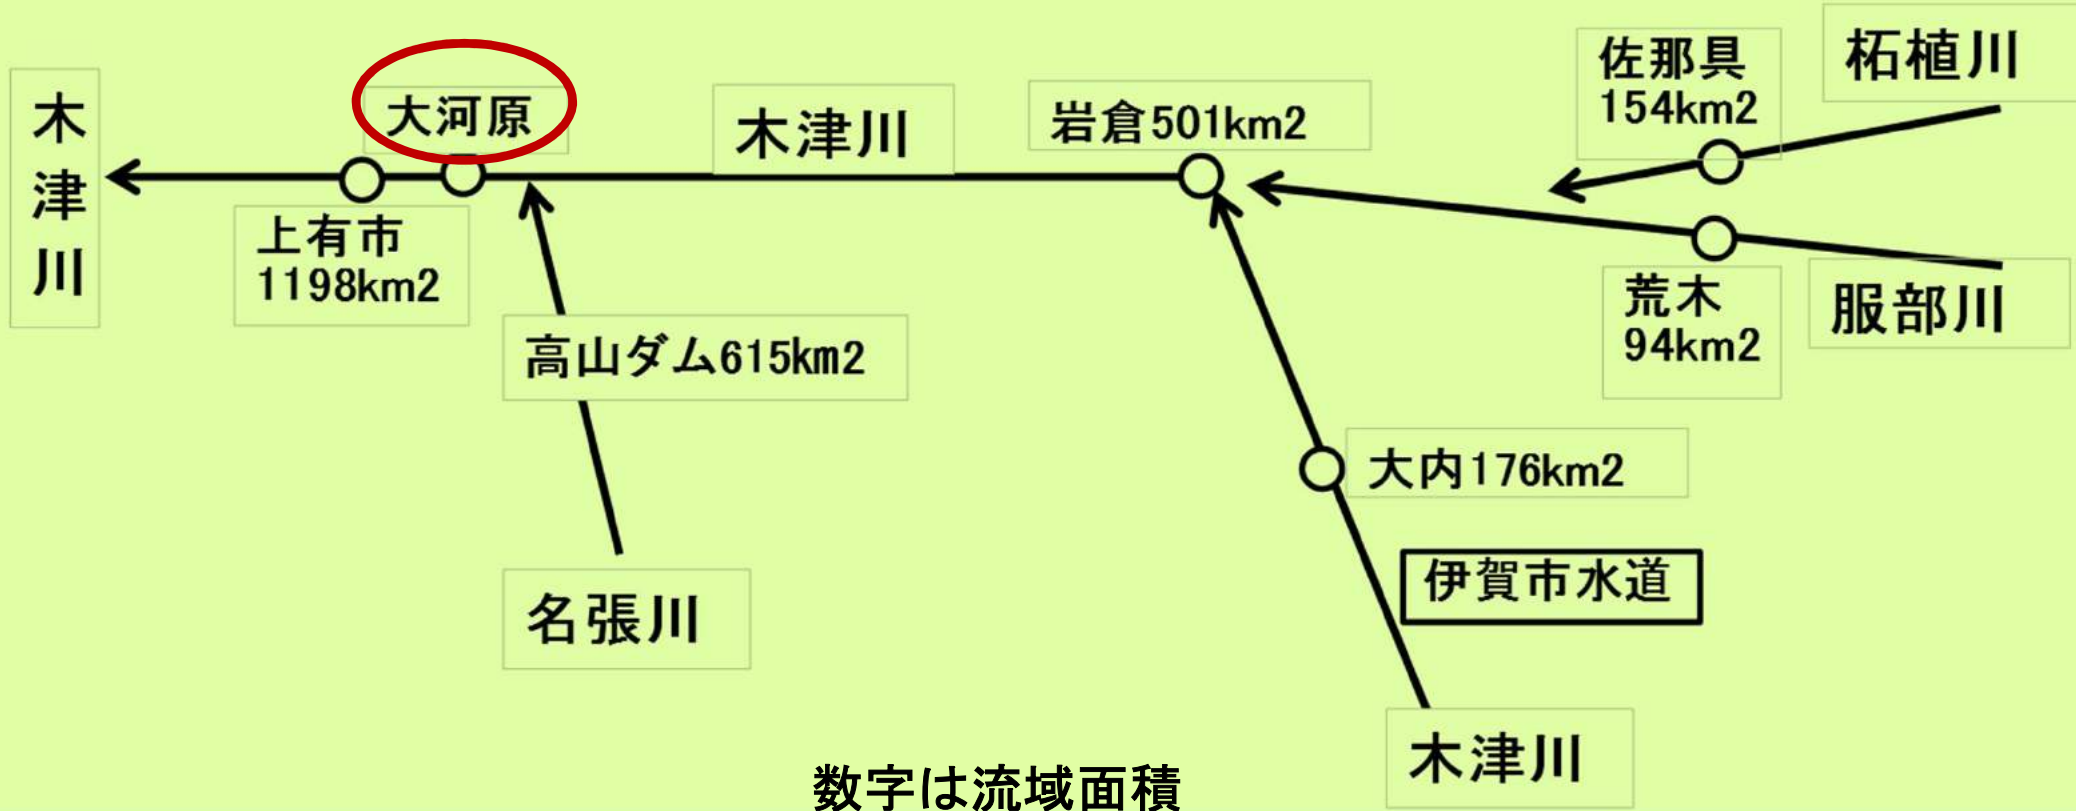 木津川
大河原
上有市
1198km2
高山ダム615km2
名張川
木津川
岩倉501km2
佐那具
154km2
柘植川
荒木
94km2
服部川
大内176km2
伊賀市水道
木津川
数字は流域面積